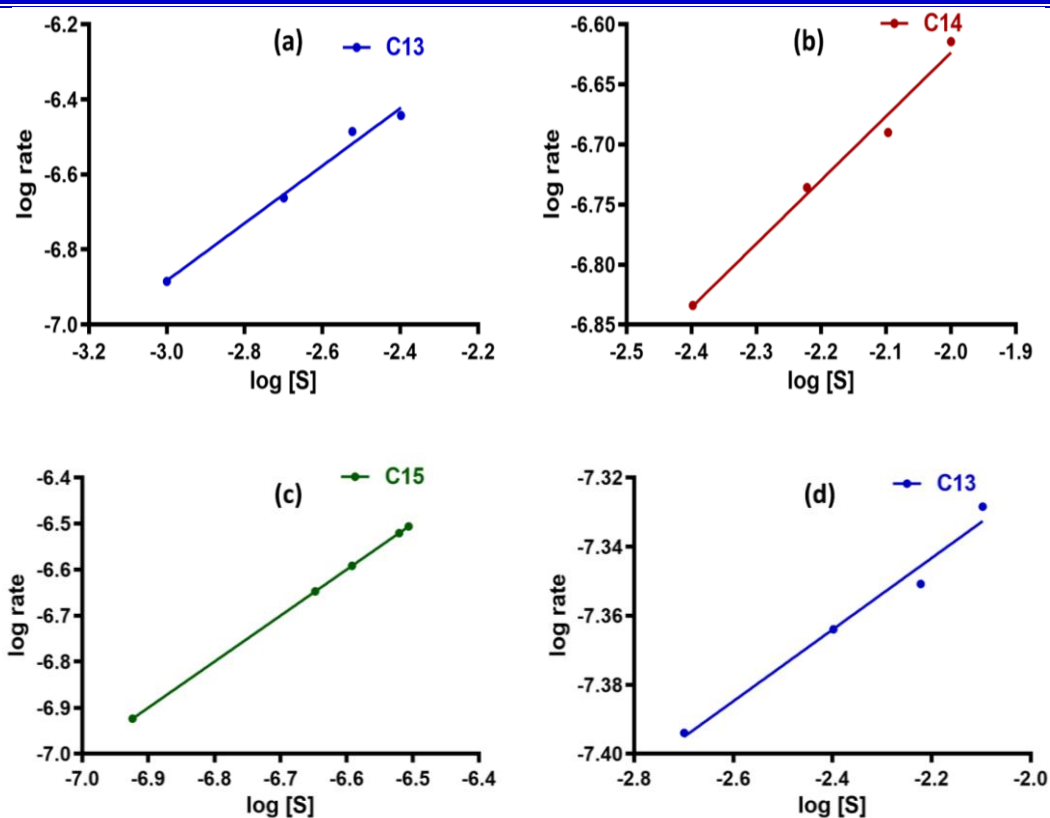 (a)
C13
log rate
-6.2
-6.4
-6.6
-6.8
-7.0
-3.2 -3.0 -2.8 -2.6 -2.4 -2.2
log [S]
(b)
C14
log rate
-6.60
-6.65
-6.70
-6.75
-6.80
-6.85
-2.5 -2.4 -2.3 -2.2 -2.1 -2.0 -1.9
log [S]
(c)
C15
log rate
-6.4
-6.5
-6.6
-6.7
-6.8
-6.9
-7.0
-7.0 -6.9 -6.8 -6.7 -6.6 -6.5 -6.4
log [S]
(d)
C13
log rate
-7.32
-7.34
-7.36
-7.38
-7.40
-2.8 -2.6 -2.4 -2.2 -2.0
log [S]